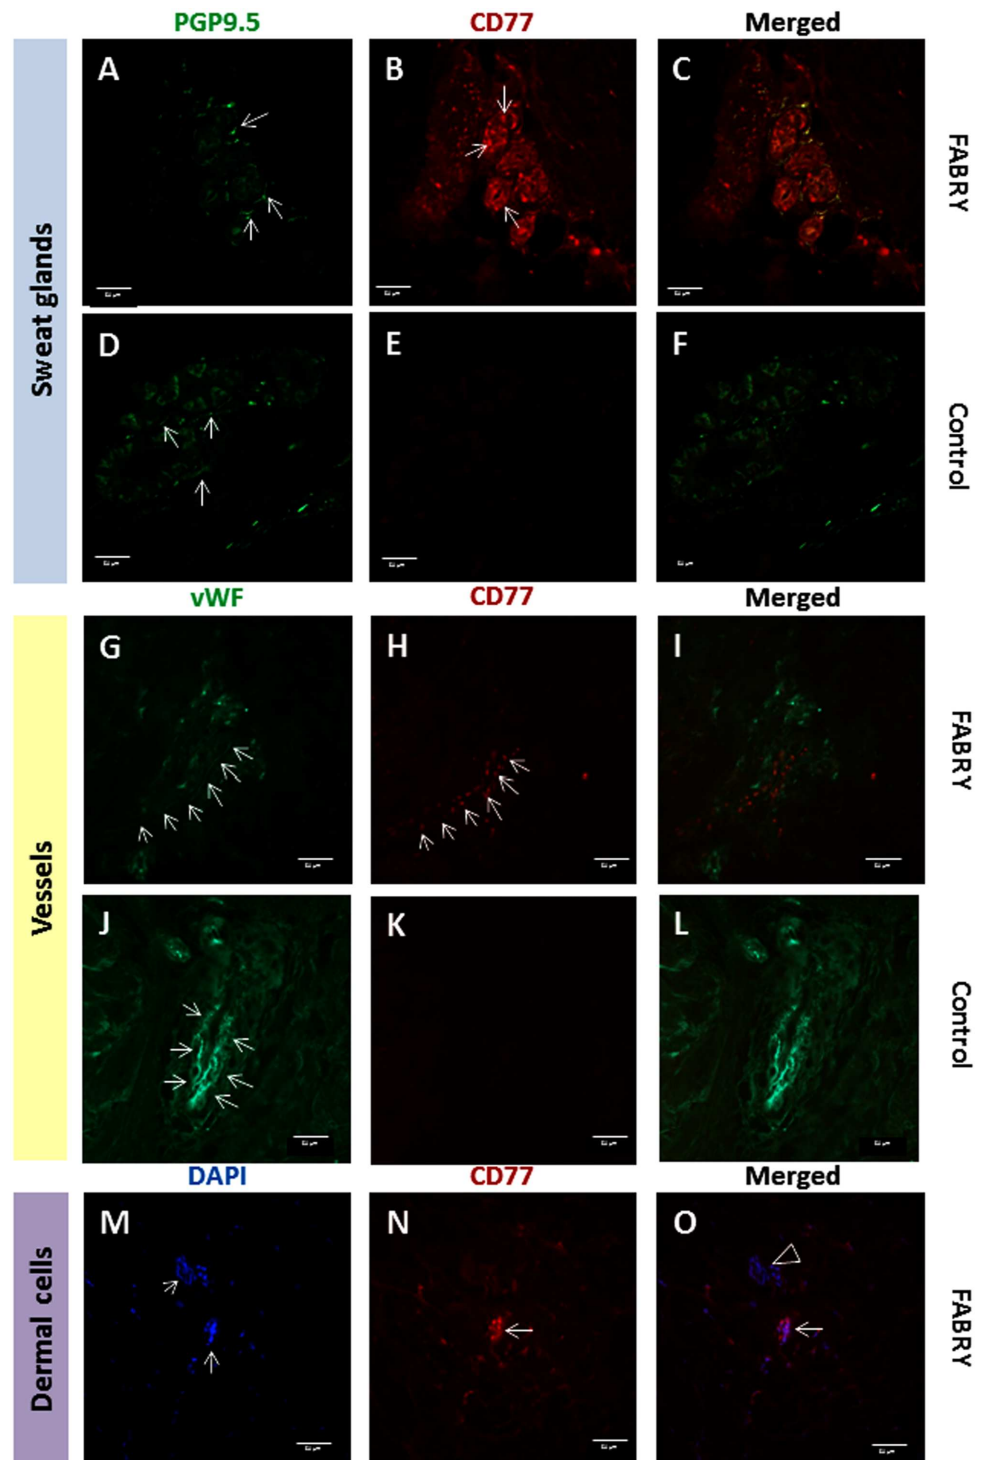 PGP9.5 CD77 Merged
A B C
FABRY
Sweat glands
D E F
Control
vWF CD77 Merged
G H I
FABRY
Vessels
J K L
Control
DAPI CD77 Merged
M N O
Dermal cells
FABRY